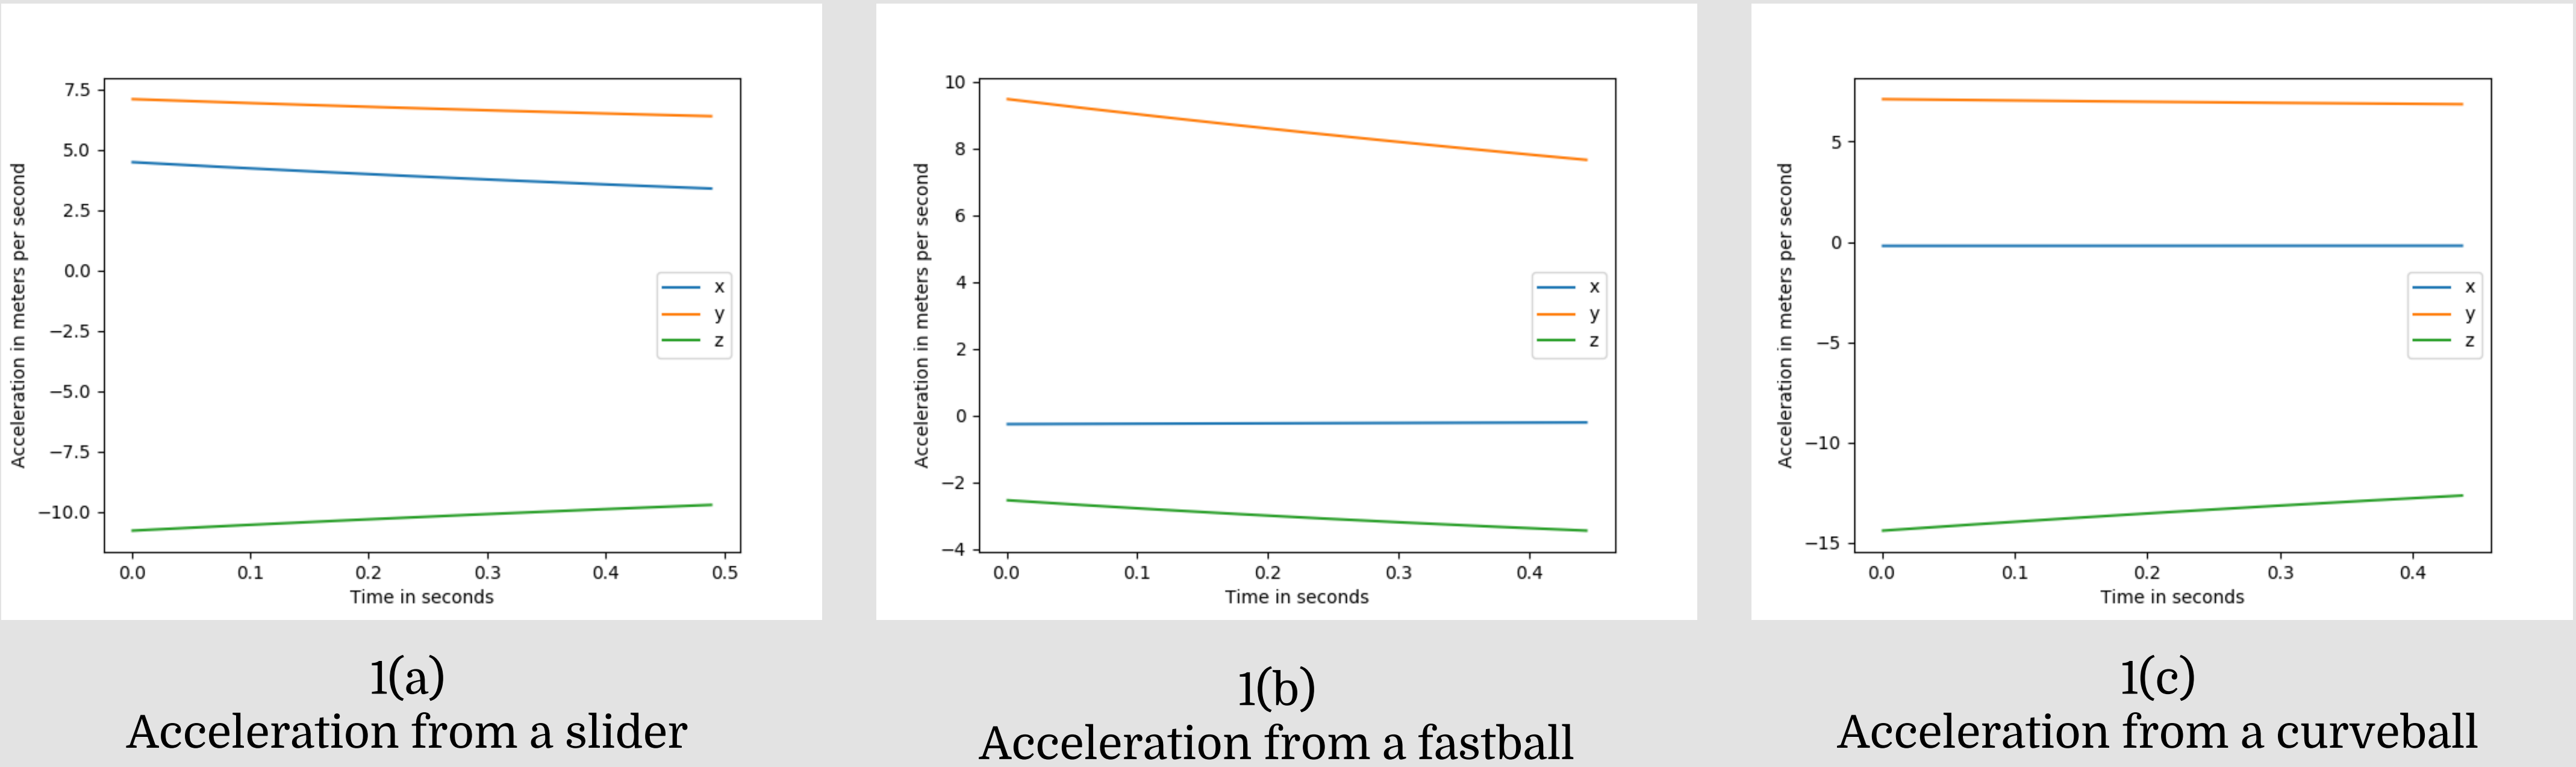 Acceleration in meters per second
7.5
5.0
2.5
0.0
−2.5
−5.0
−7.5
−10.0
x
y
z
0.0 0.1 0.2 0.3 0.4 0.5
Time in seconds
1(a)
Acceleration from a slider
Acceleration in meters per second
10
8
6
4
2
0
−2
−4
x
y
z
0.0 0.1 0.2 0.3 0.4
Time in seconds
1(b)
Acceleration from a fastball
Acceleration in meters per second
5
0
−5
−10
−15
x
y
z
0.0 0.1 0.2 0.3 0.4
Time in seconds
1(c)
Acceleration from a curveball